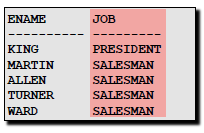 ENAME      JOB
---------- ---------
KING       PRESIDENT
MARTIN     SALESMAN
ALLEN      SALESMAN
TURNER     SALESMAN
WARD       SALESMAN